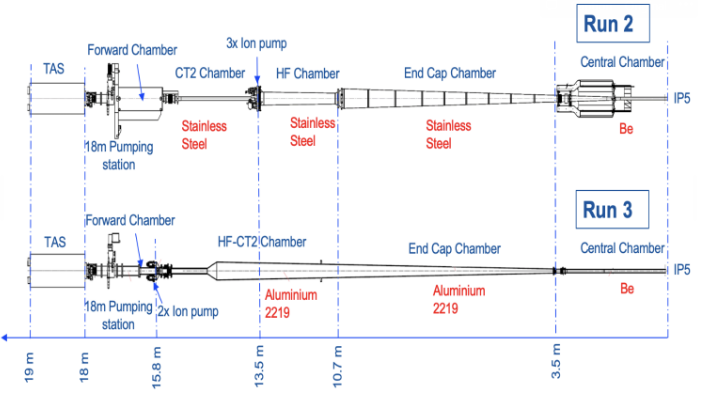 Run 2
3x Ion pump
Forward Chamber
Central Chamber
TAS
CT2 Chamber
HF Chamber
End Cap Chamber
IP5
Stainless
Steel
Stainless
Steel
Stainless
Steel
Be
18m Pumping
station
Run 3
Forward Chamber
TAS
HF-CT2 Chamber
End Cap Chamber
Central Chamber
IP5
Aluminium
2219
Aluminium
2219
Be
18m Pumping
station
2x Ion pump
19 m
18 m
15.8 m
13.5 m
10.7 m
3.5 m